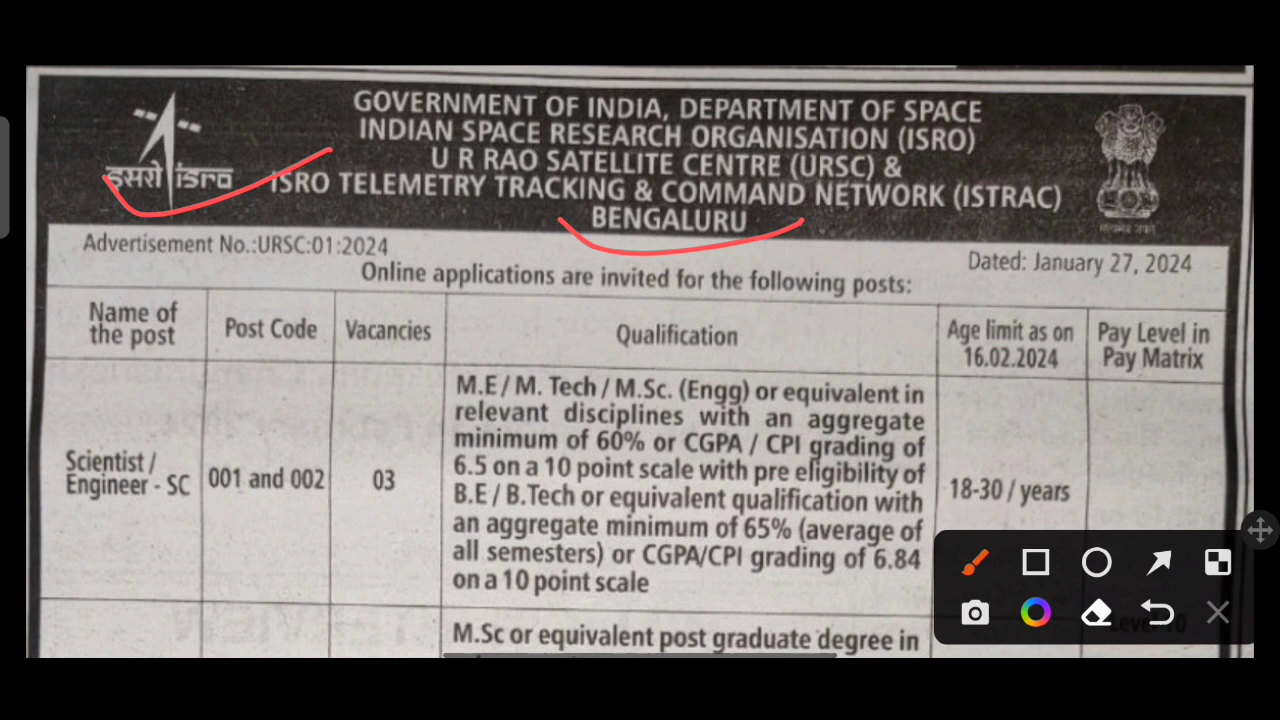 GOVERNMENT OF INDIA, DEPARTMENT OF SPACE
INDIAN SPACE RESEARCH ORGANISATION (ISRO)
U R RAO SATELLITE CENTRE (URSC) &
ISRO TELEMETRY TRACKING & COMMAND NETWORK (ISTRAC)
BENGALURU
इसरो isro
Advertisement No.:URSC:01:2024
Dated: January 27, 2024
Online applications are invited for the following posts:
Name of
the post
Post Code
Vacancies
Qualification
Age limit as on
16.02.2024
Pay Level in
Pay Matrix
Scientist /
Engineer - SC
001 and 002
03
M.E / M. Tech / M.Sc. (Engg) or equivalent in
relevant disciplines with an aggregate
minimum of 60% or CGPA / CPI grading of
6.5 on a 10 point scale with pre eligibility of
B.E / B.Tech or equivalent qualification with
an aggregate minimum of 65% (average of
all semesters) or CGPA/CPI grading of 6.84
on a 10 point scale
18-30 / years
Level 10
M.Sc or equivalent post graduate degree in